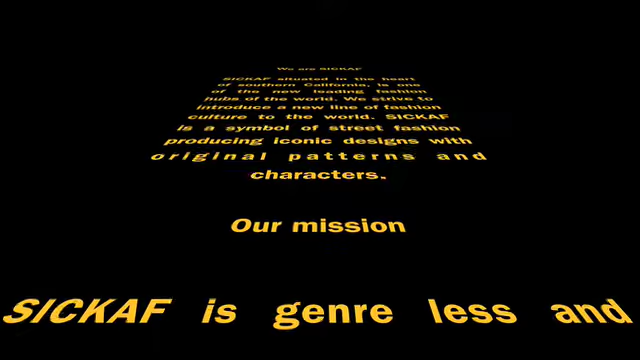 We are SICKAF
SICKAF situated in the heart
of southern California, is one
of the new leading fashion
hubs of the world. We strive to
introduce a new line of fashion
culture to the world. SICKAF
is a symbol of street fashion
producing iconic designs with
original patterns and
characters.
Our mission
SICKAF is genre less and